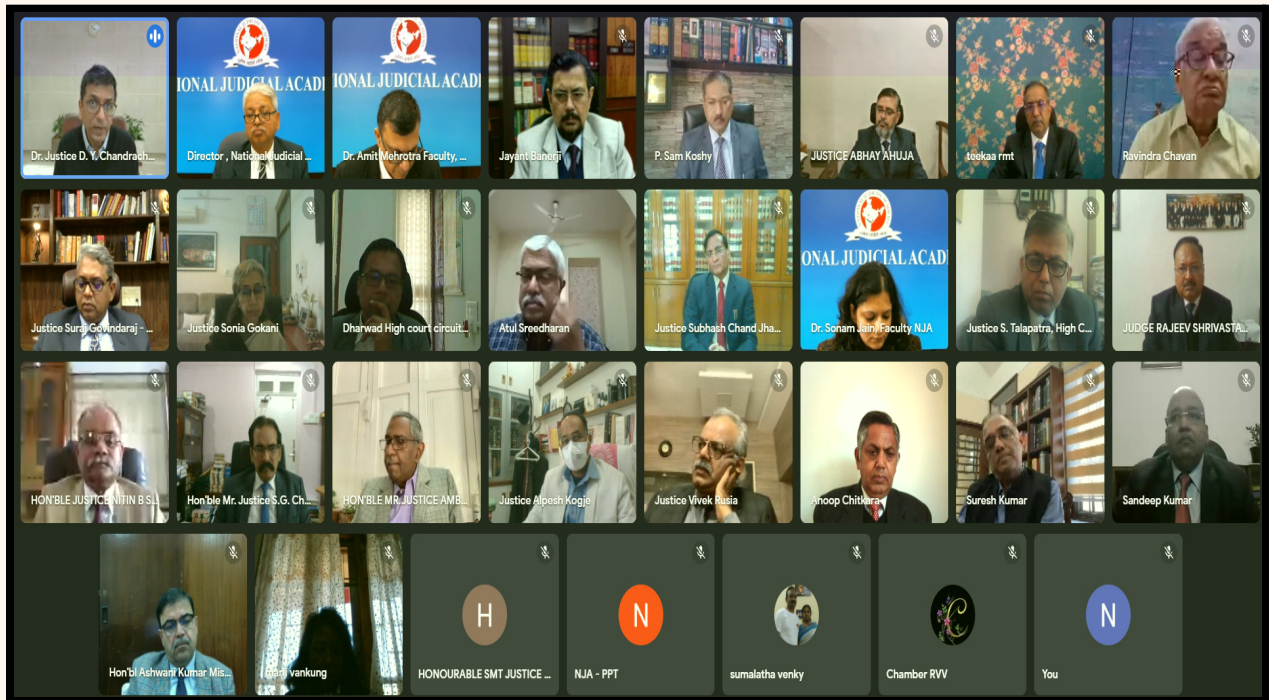 Dr. Justice D. Y. Chandrach...
IONAL JUDICIAL ACADI
Director , National Judicial ...
IONAL JUDICIAL ACADI
Dr. Amit Mehrotra Faculty, ...
Jayant Banerji
P. Sam Koshy
JUSTICE ABHAY AHUJA
teekaa rmt
Ravindra Chavan
Justice Suraj Govindaraj - ...
Justice Sonia Gokani
Dharwad High court circuit...
Atul Sreedharan
Justice Subhash Chand Jha...
ONAL JUDICIAL ACADI
Dr. Sonam Jain, Faculty NJA
Justice S. Talapatra, High C...
JUDGE RAJEEV SHRIVASTA...
HON'BLE JUSTICE NITIN B S...
Hon'ble Mr. Justice S.G. Ch...
HON'BLE MR.JUSTICE AMB...
Justice Alpesh Kogje
Justice Vivek Rusia
Anoop Chitkara
Suresh Kumar
Sandeep Kumar
Hon'bl Ashwani Kumar Mis...
vankung
H
HONOURABLE SMT JUSTICE ...
N
NJA - PPT
sumalatha venky
C
Chamber RVV
N
You